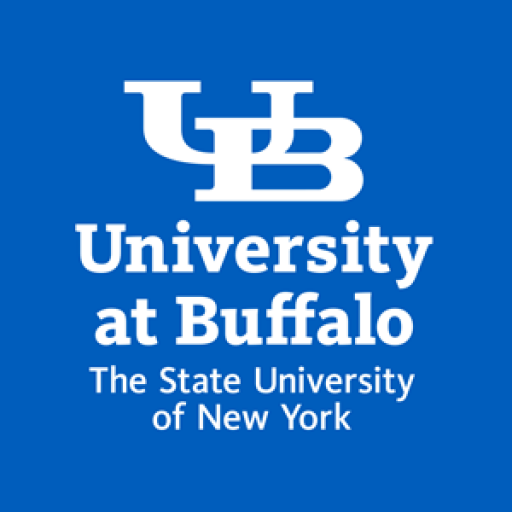 UB
University
at Buffalo
The State University
of New York